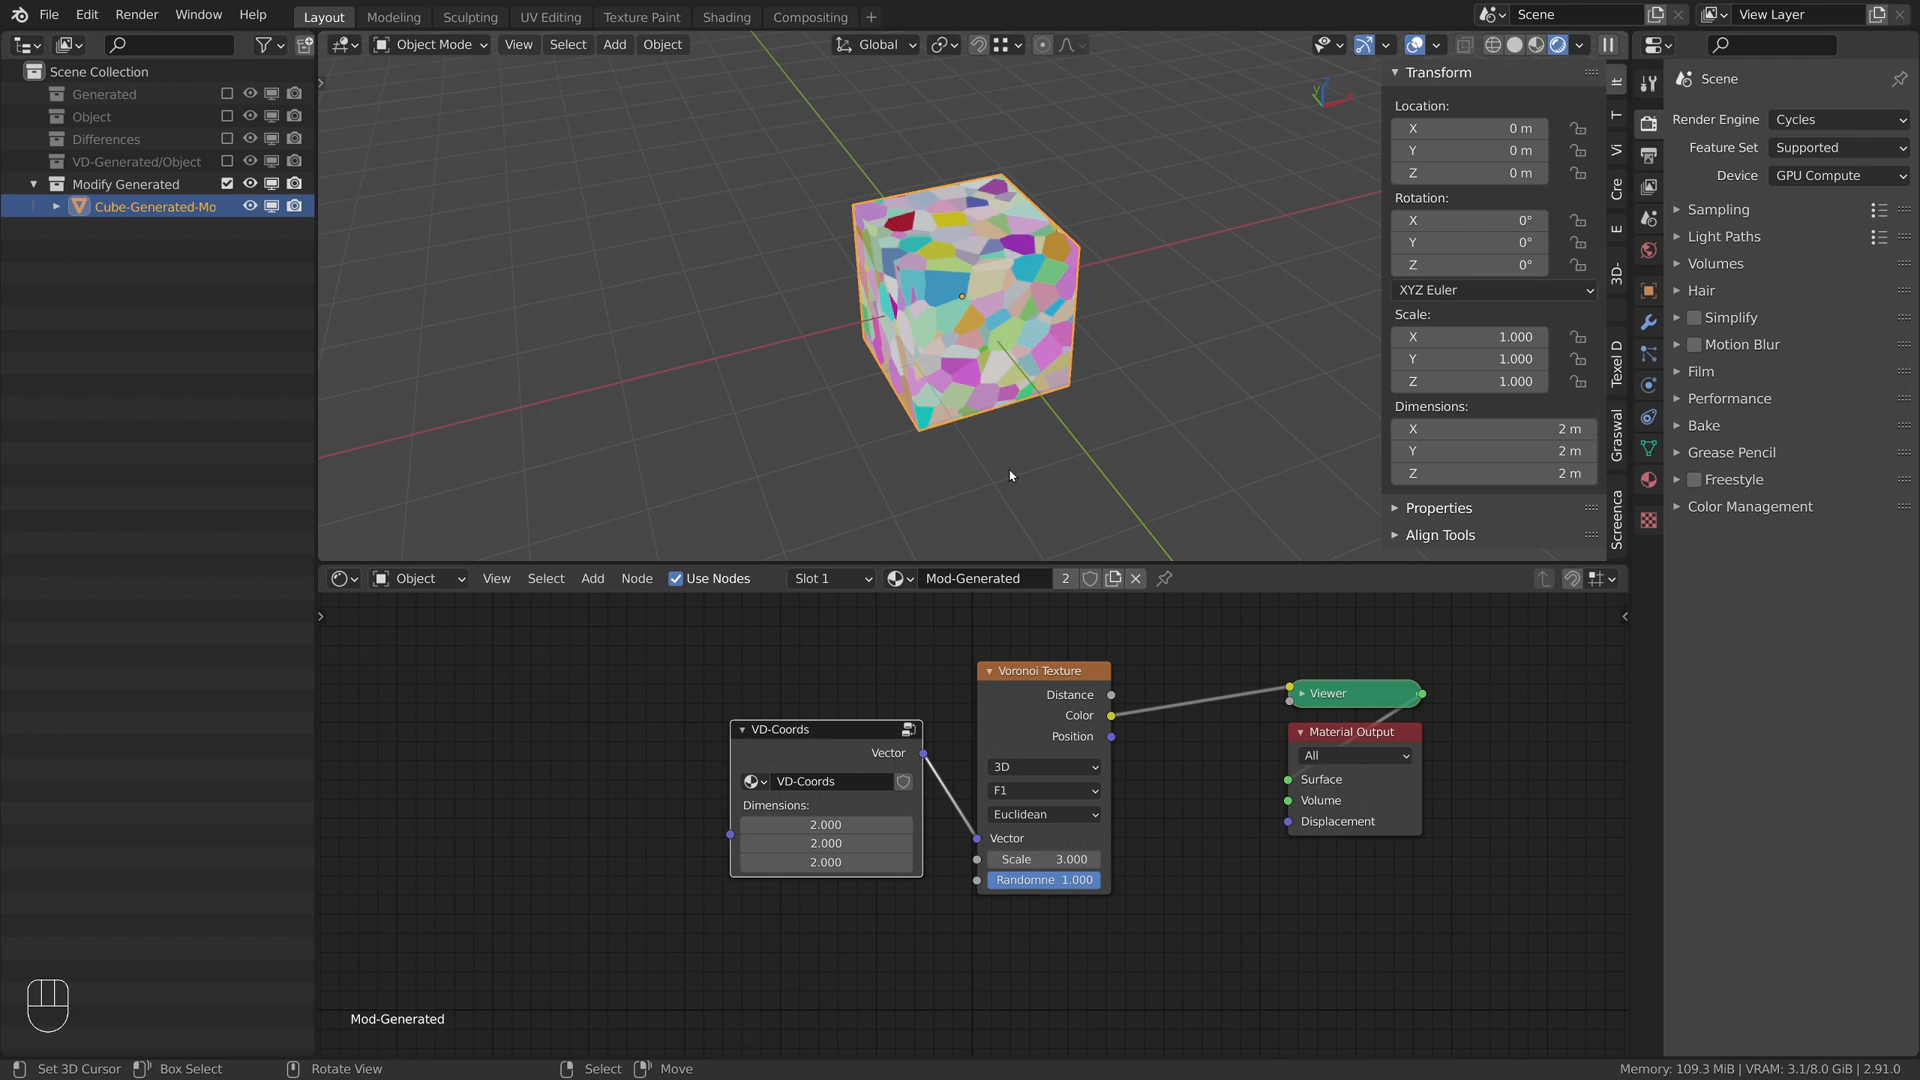 File Edit Render Window Help Layout Modeling Sculpting UV Editing Texture Paint Shading Compositing + Scene View Layer
Object Mode View Select Add Object Global
Scene Collection
Generated
Object
Differences
VD-Generated/Object
Modify Generated
Cube-Generated-Mo
Transform
Location:
X 0 m
Y 0 m
Z 0 m
Rotation:
X 0°
Y 0°
Z 0°
XYZ Euler
Scale:
X 1.000
Y 1.000
Z 1.000
Dimensions:
X 2 m
Y 2 m
Z 2 m
Properties
Align Tools
It
T
Vi
Cre
E
3D-
Texel D
Graswal
Screenca
Scene
Render Engine Cycles
Feature Set Supported
Device GPU Compute
Sampling
Light Paths
Volumes
Hair
Simplify
Motion Blur
Film
Performance
Bake
Grease Pencil
Freestyle
Color Management
Object View Select Add Node Use Nodes Slot 1 Mod-Generated 2
VD-Coords
Vector
VD-Coords
Dimensions:
2.000
2.000
2.000
Voronoi Texture
Distance
Color
Position
3D
F1
Euclidean
Vector
Scale 3.000
Randomne 1.000
Viewer
Material Output
All
Surface
Volume
Displacement
Mod-Generated
Set 3D Cursor Box Select Rotate View Select Move Memory: 109.3 MiB | VRAM: 3.1/8.0 GiB | 2.91.0